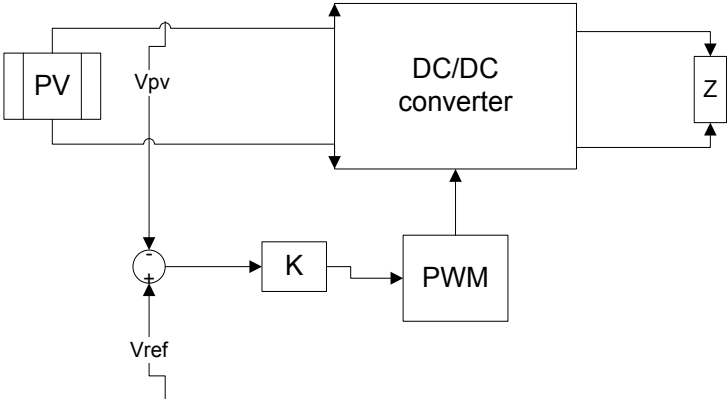 PV
Vpv
DC/DC
converter
Z
-
+
K
PWM
Vref